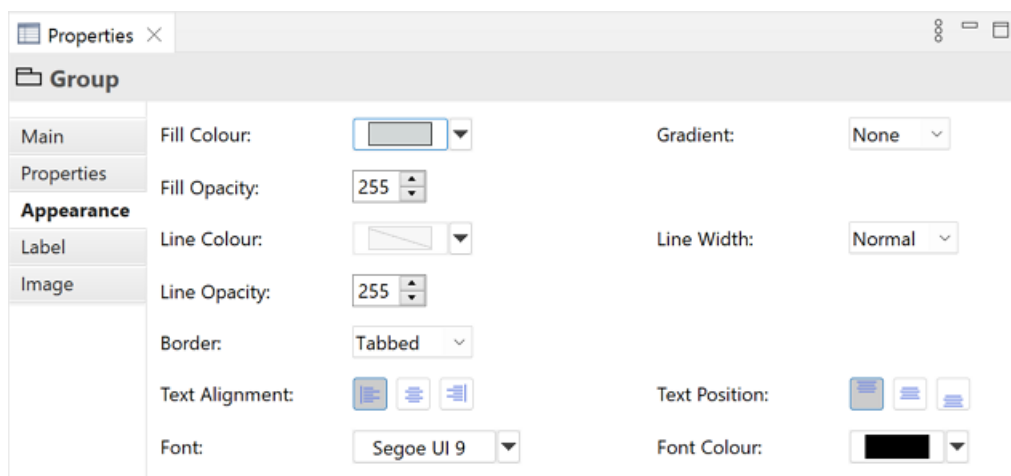 Properties
Group
Main
Properties
Appearance
Label
Image
Fill Colour:
Gradient: None
Fill Opacity: 255
Line Colour:
Line Width: Normal
Line Opacity: 255
Border: Tabbed
Text Alignment:
Text Position:
Font: Segoe UI 9
Font Colour: